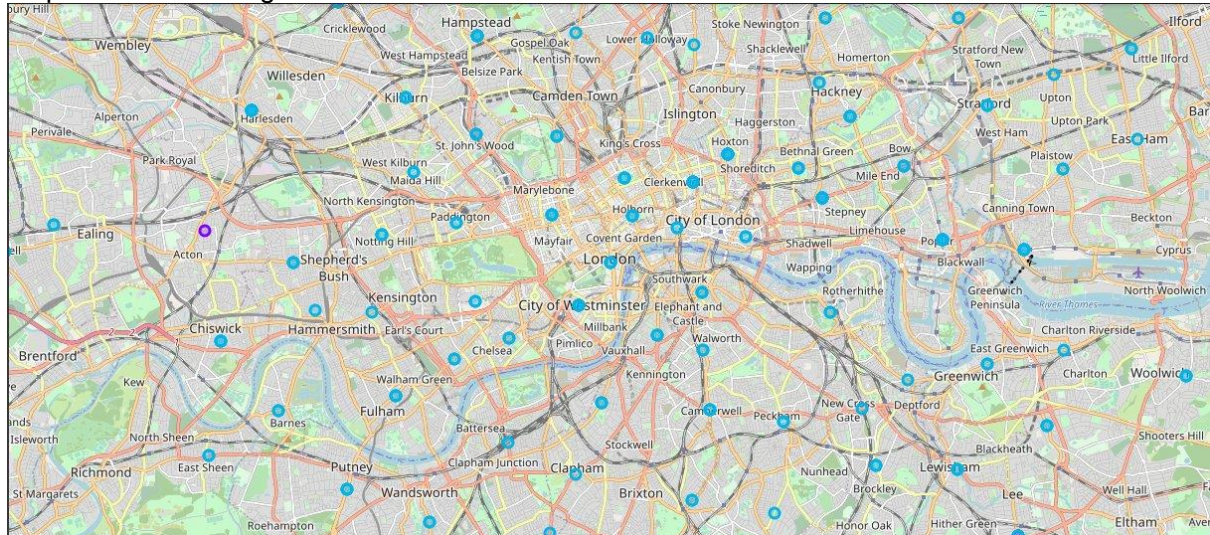 bury Hill
Cricklewood
Hampstead
Stoke Newington
Ilford
Wembley
West Hampstead
Gospel Oak
Lower Holloway
Shacklewell
Homerton
Stratford New
Town
Kentish Town
Little Ilford
Willesden
Belsize Park
Canonbury
Hackney
Kilburn
Camden Town
Stratford
Upton
Alperton
Harlesden
Islington
Haggerston
Upton Park
Bar
Perivale
St. John's Wood
King's Cross
Hoxton
West Ham
East Ham
Park Royal
West Kilburn
Bethnal Green
Bow
Plaistow
Maida Hill
Shoreditch
Mile End
Marylebone
Clerkenwell
North Kensington
Stepney
Canning Town
Beckton
Ealing
Paddington
Holborn
City of London
Limehouse
Notting Hill
Mayfair
Covent Garden
Shadwell
Poplar
Cyprus
Acton
Shepherd's
Bush
London
Wapping
Blackwall
Southwark
Rotherhithe
Greenwich
Peninsula
North Woolwich
Kensington
City of Westminster
Elephant and
Castle
River Thames
Chiswick
Hammersmith
Earl's Court
Millbank
Charlton Riverside
Brentford
Chelsea
Pimlico
Vauxhall
Walworth
East Greenwich
Kew
Walham Green
Kennington
Greenwich
Charlton
Woolwich
Fulham
Camberwell
Peckham
New Cross
Gate
Deptford
Barnes
Battersea
Isleworth
North Sheen
Stockwell
Blackheath
Shooters Hill
Richmond
East Sheen
Putney
Clapham Junction
Clapham
Nunhead
Lewisham
St Margarets
Wandsworth
Brixton
Brockley
Lee
Well Hall
Roehampton
Honor Oak
Hither Green
Eltham